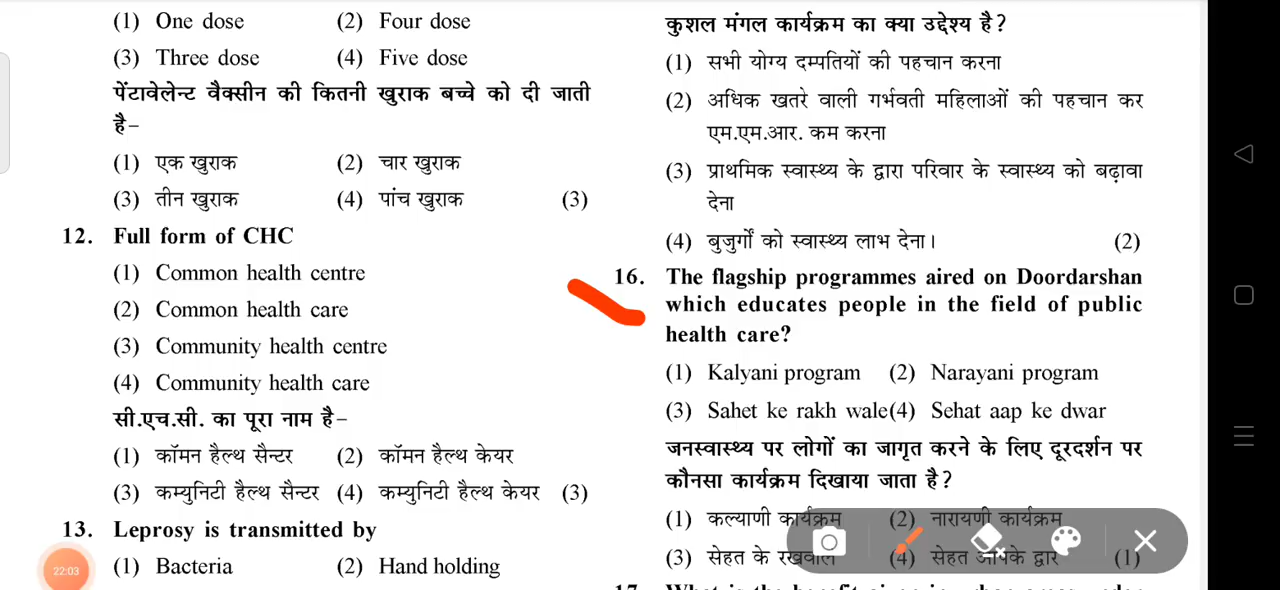 (1) One dose (2) Four dose
(3) Three dose (4) Five dose
पेंटावेलेन्ट वैक्सीन की कितनी खुराक बच्चे को दी जाती
है–
(1) एक खुराक (2) चार खुराक
(3) तीन खुराक (4) पांच खुराक (3)
12. Full form of CHC
(1) Common health centre
(2) Common health care
(3) Community health centre
(4) Community health care
सी.एच.सी. का पूरा नाम है–
(1) कॉमन हैल्थ सैन्टर (2) कॉमन हैल्थ केयर
(3) कम्युनिटी हैल्थ सैन्टर (4) कम्युनिटी हैल्थ केयर (3)
13. Leprosy is transmitted by
(1) Bacteria (2) Hand holding
22:03
कुशल मंगल कार्यक्रम का क्या उद्देश्य है?
(1) सभी योग्य दम्पतियों की पहचान करना
(2) अधिक खतरे वाली गर्भवती महिलाओं की पहचान कर
एम.एम.आर. कम करना
(3) प्राथमिक स्वास्थ्य के द्वारा परिवार के स्वास्थ्य को बढ़ावा
देना
(4) बुजुर्गों को स्वास्थ्य लाभ देना। (2)
16. The flagship programmes aired on Doordarshan
which educates people in the field of public
health care?
(1) Kalyani program (2) Narayani program
(3) Sahet ke rakh wale(4) Sehat aap ke dwar
जनस्वास्थ्य पर लोगों का जागृत करने के लिए दूरदर्शन पर
कौनसा कार्यक्रम दिखाया जाता है?
(1) कल्याणी कार्यक्रम (2) नारायणी कार्यक्रम
(3) सेहत के रखवाले (4) सेहत आपके द्वार (1)